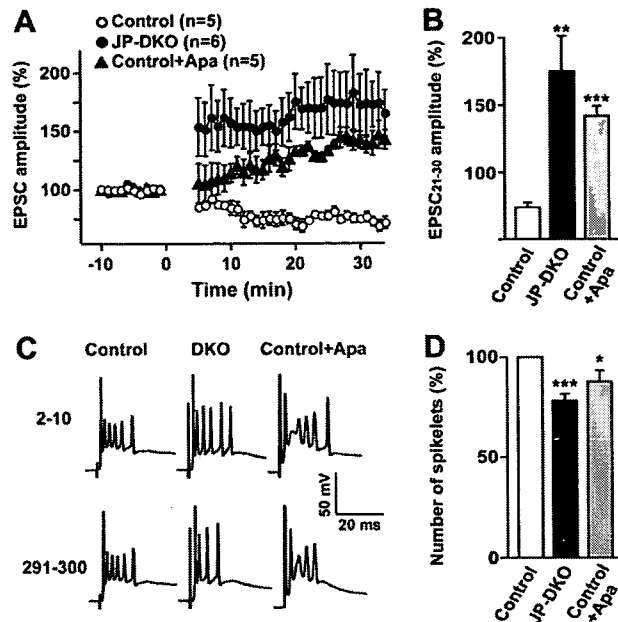 A
Control (n=5)
JP-DKO (n=6)
Control+Apa (n=5)
EPSC amplitude (%)
200
150
100
-10 0 10 20 30
Time (min)
B
EPSC21-30 amplitude (%)
200
150
100
**
***
Control
JP-DKO
Control
+Apa
C
Control DKO Control+Apa
2-10
291-300
50 mV
20 ms
D
Number of spikelets (%)
100
50
0
***
*
Control
JP-DKO
Control
+Apa